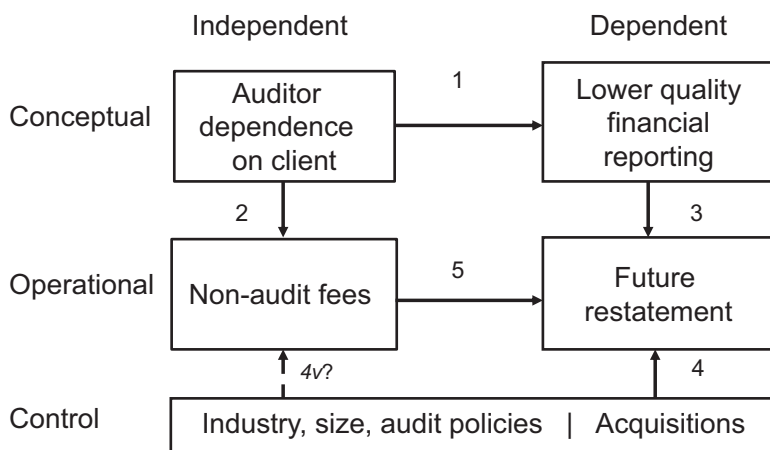 Independent
Dependent
Conceptual
Auditor
dependence
on client
1
Lower quality
financial
reporting
2
3
Operational
Non-audit fees
5
Future
restatement
4v?
4
Control
Industry, size, audit policies | Acquisitions